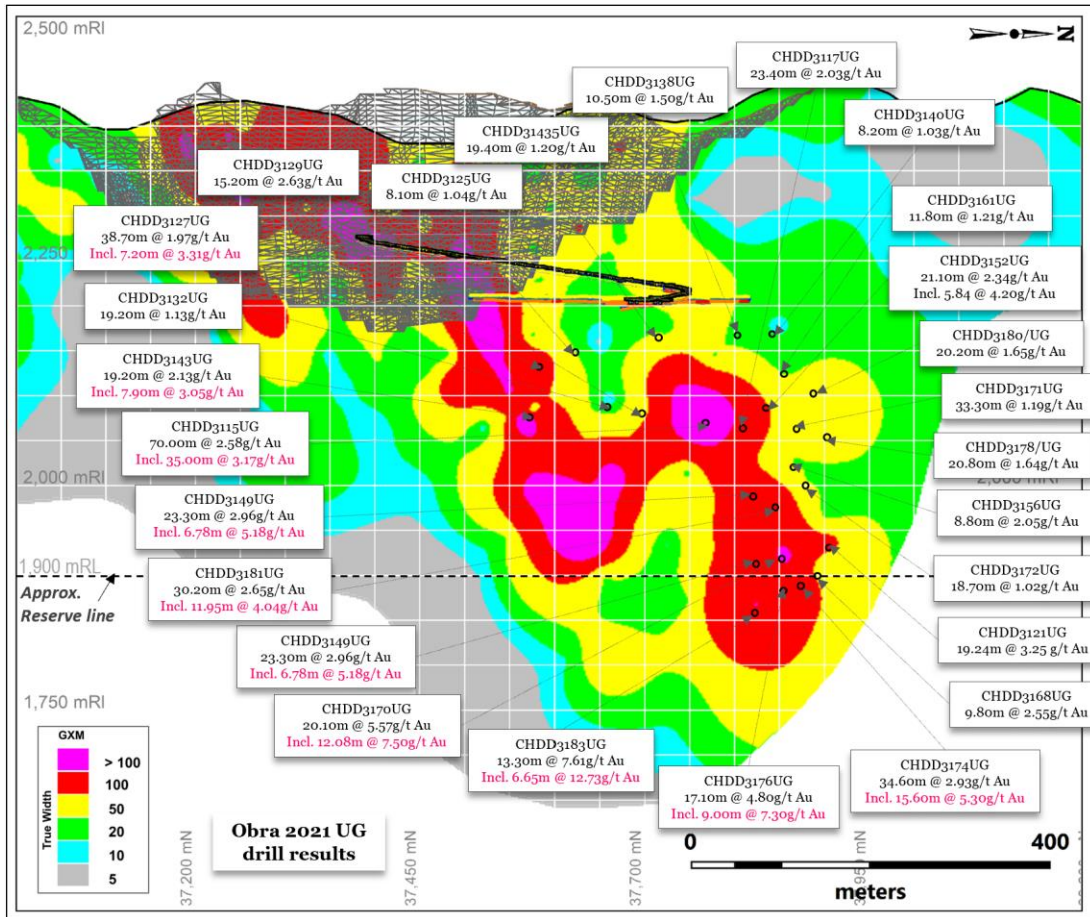 2,500 mRl
N
CHDD3117UG
23.40m @ 2.03g/t Au
CHDD3138UG
10.50m @ 1.50g/t Au
CHDD3140UG
8.20m @ 1.03g/t Au
CHDD31435UG
19.40m @ 1.20g/t Au
CHDD3129UG
15.20m @ 2.63g/t Au
CHDD3125UG
8.10m @ 1.04g/t Au
CHDD3161UG
11.80m @ 1.21g/t Au
CHDD3127UG
38.70m @ 1.97g/t Au
Incl. 7.20m @ 3.31g/t Au
2,250 mRl
CHDD3152UG
21.10m @ 2.34g/t Au
Incl. 5.84 @ 4.20g/t Au
CHDD3132UG
19.20m @ 1.13g/t Au
CHDD3180/UG
20.20m @ 1.65g/t Au
CHDD3143UG
19.20m @ 2.13g/t Au
Incl. 7.90m @ 3.05g/t Au
CHDD3171UG
33.30m @ 1.19g/t Au
CHDD3115UG
70.00m @ 2.58g/t Au
Incl. 35.00m @ 3.17g/t Au
CHDD3178/UG
20.80m @ 1.64g/t Au
2,000 mRl
CHDD3149UG
23.30m @ 2.96g/t Au
Incl. 6.78m @ 5.18g/t Au
CHDD3156UG
8.80m @ 2.05g/t Au
1,900 mRL
Approx.
Reserve line
CHDD3181UG
30.20m @ 2.65g/t Au
Incl. 11.95m @ 4.04g/t Au
CHDD3172UG
18.70m @ 1.02g/t Au
CHDD3149UG
23.30m @ 2.96g/t Au
Incl. 6.78m @ 5.18g/t Au
CHDD3121UG
19.24m @ 3.25 g/t Au
CHDD3170UG
20.10m @ 5.57g/t Au
Incl. 12.08m @ 7.50g/t Au
CHDD3168UG
9.80m @ 2.55g/t Au
1,750 mRl
CHDD3183UG
13.30m @ 7.61g/t Au
Incl. 6.65m @ 12.73g/t Au
CHDD3176UG
17.10m @ 4.80g/t Au
Incl. 9.00m @ 7.30g/t Au
CHDD3174UG
34.60m @ 2.93g/t Au
Incl. 15.60m @ 5.30g/t Au
GXM
True Width
> 100
100
50
20
10
5
Obra 2021 UG
drill results
37,200 mN
37,450 mN
37,700 mN
0
400
meters